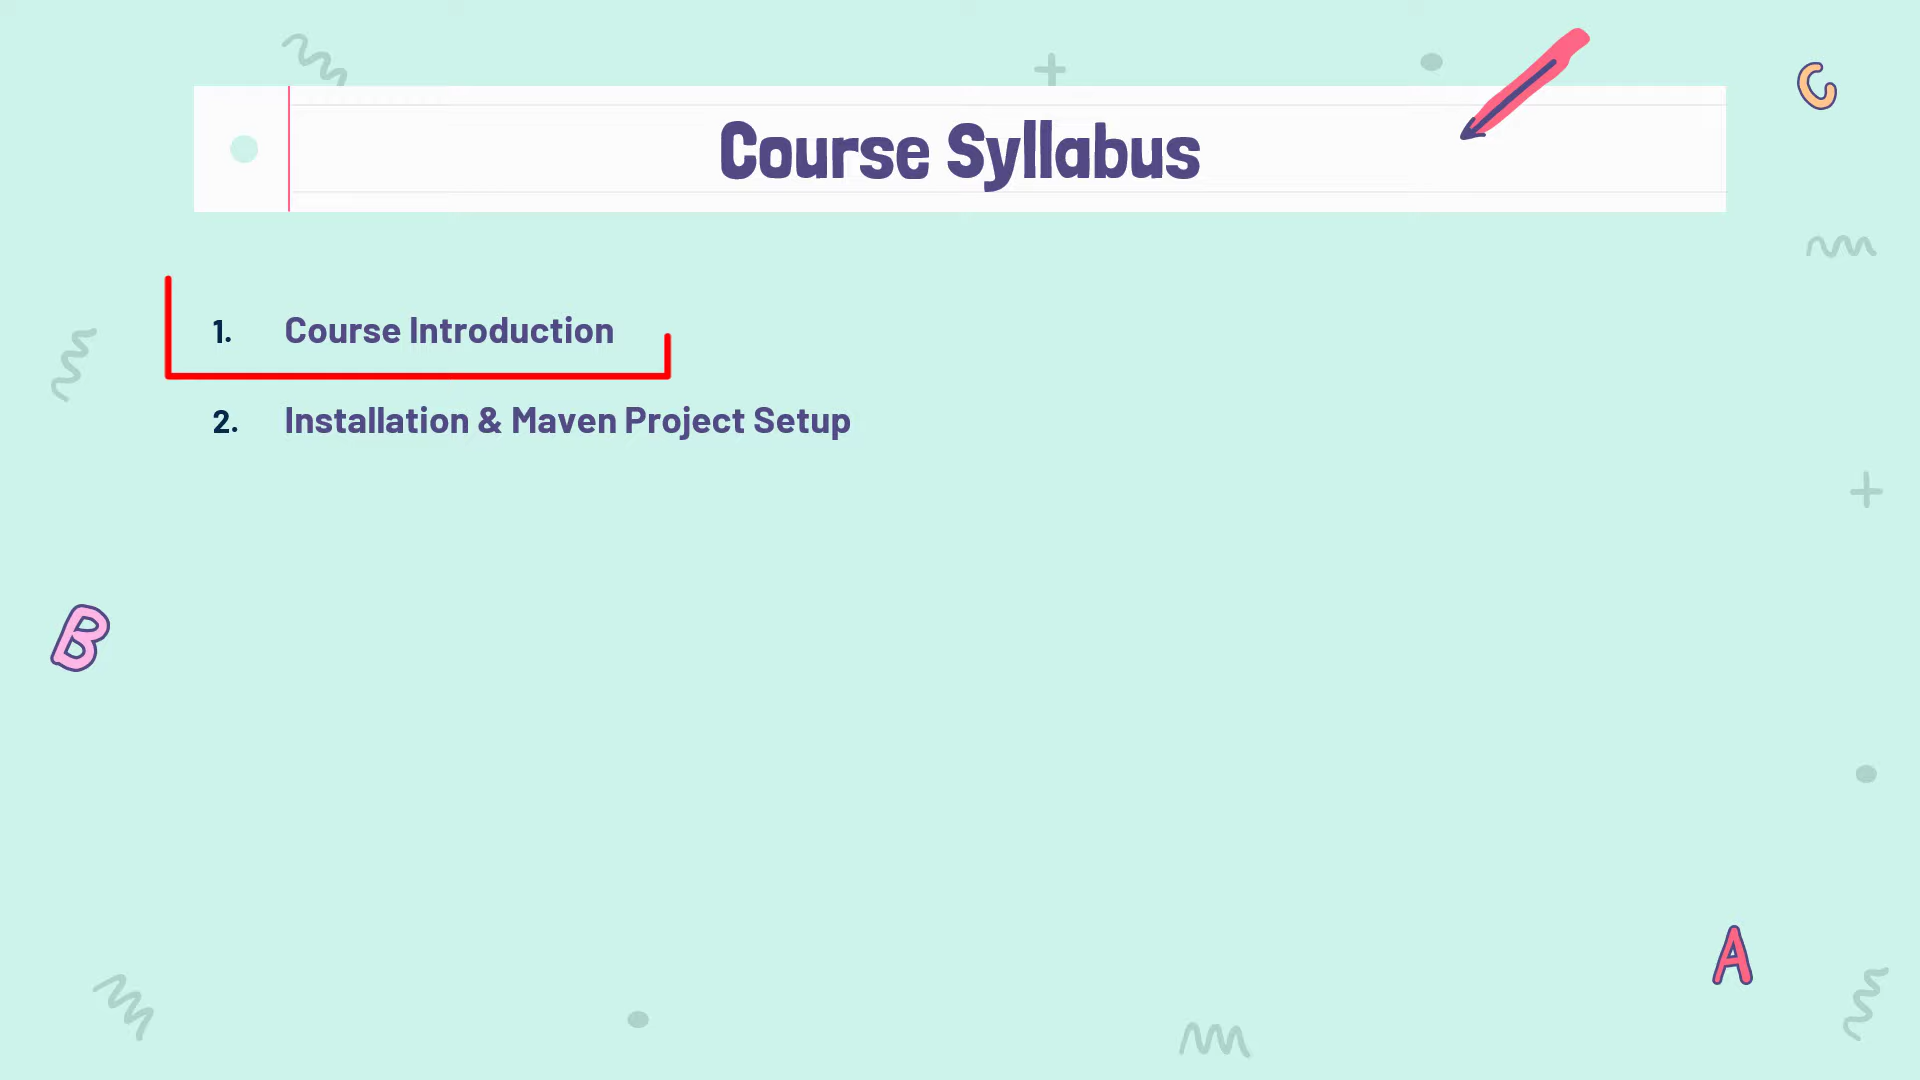 Course Syllabus
C
1. Course Introduction
2. Installation & Maven Project Setup
B
A